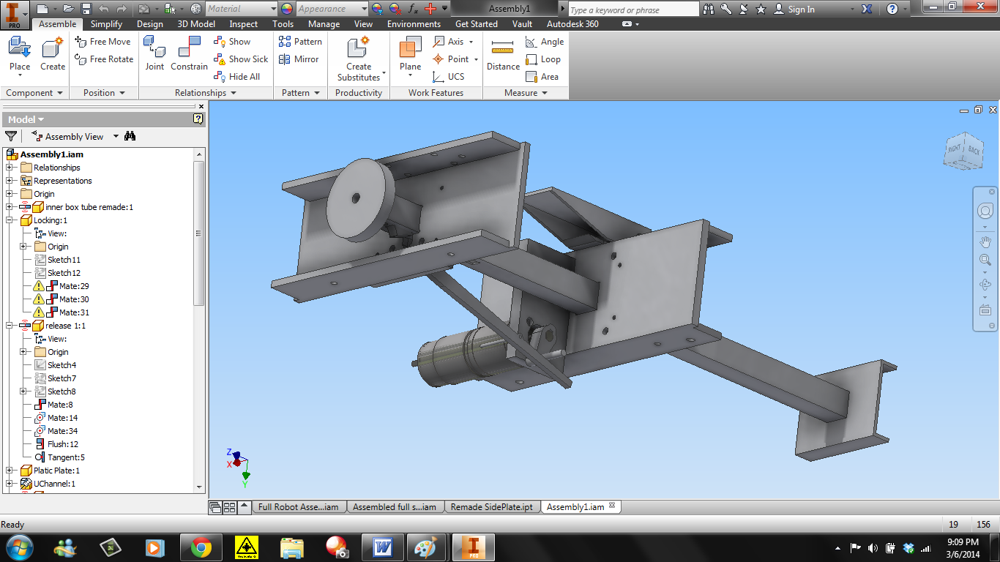 Material
Appearance
Assembly1
Type a keyword or phrase
Sign In
PRO
Assemble Simplify Design 3D Model Inspect Tools Manage View Environments Get Started Vault Autodesk 360
Place
Create
Free Move
Free Rotate
Joint
Constrain
Show
Show Sick
Hide All
Pattern
Mirror
Create
Substitutes
Plane
Axis
Point
UCS
Distance
Angle
Loop
Area
Component
Position
Relationships
Pattern
Productivity
Work Features
Measure
Model
Assembly View
Assembly1.iam
Relationships
Representations
Origin
inner box tube remade:1
Locking:1
View:
Origin
Sketch11
Sketch12
Mate:29
Mate:30
Mate:31
release 1:1
View:
Origin
Sketch4
Sketch7
Sketch8
Mate:8
Mate:14
Mate:34
Flush:12
Tangent:5
Platic Plate:1
UChannel:1
RIGHT BACK
Z
X
Y
Full Robot Asse...iam
Assembled full s...iam
Remade SidePlate.ipt
Assembly1.iam
Ready
19 156
PRO
9:09 PM
3/6/2014